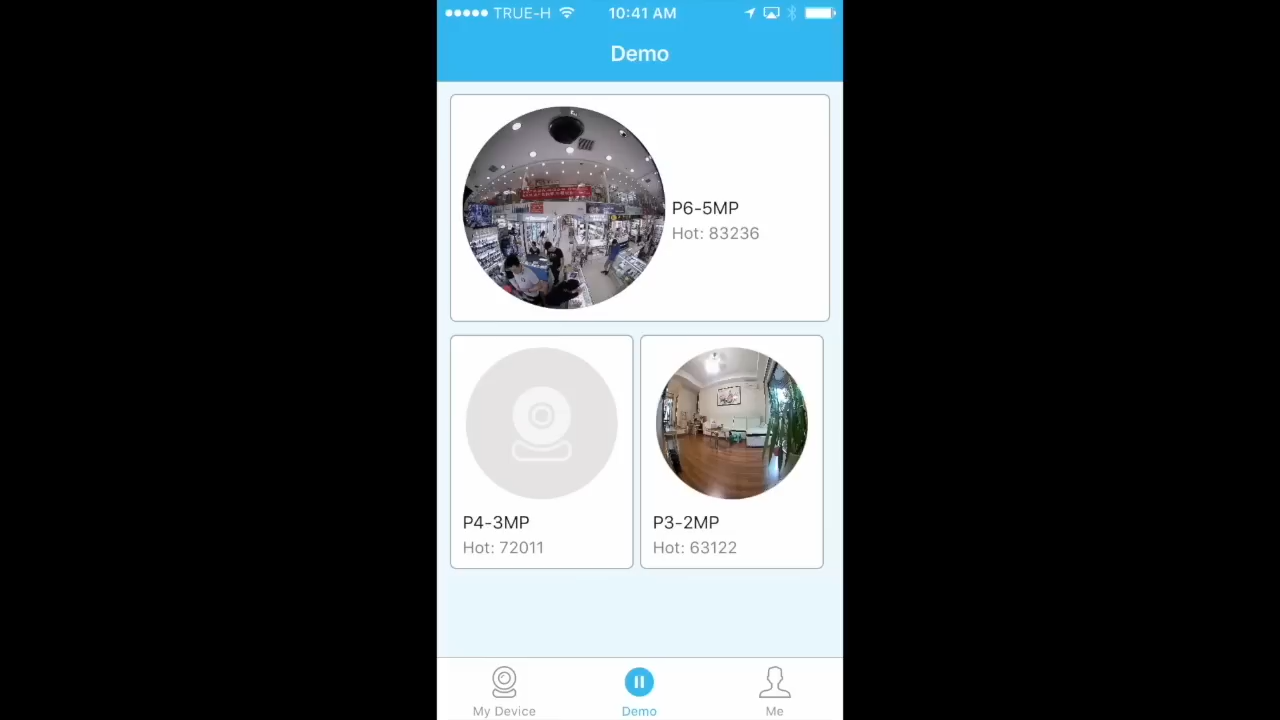 TRUE-H 10:41 AM
Demo
P6-5MP
Hot: 83236
P4-3MP
Hot: 72011
P3-2MP
Hot: 63122
My Device
Demo
Me